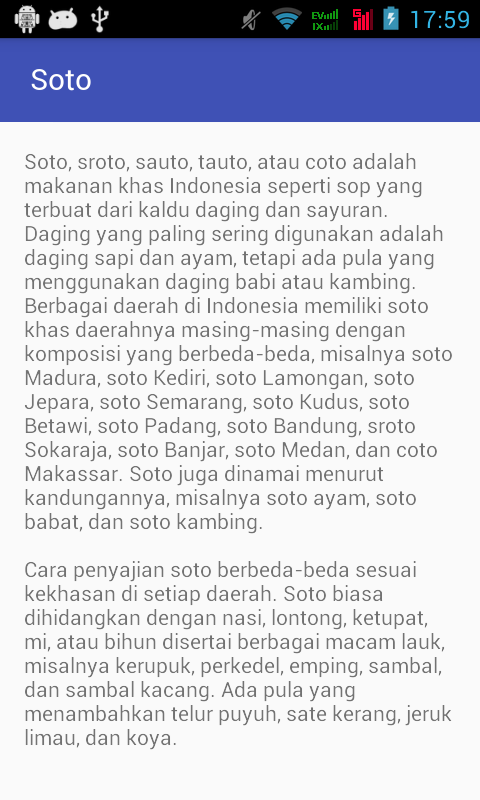 EV
1X
17:59
Soto
Soto, sroto, sauto, tauto, atau coto adalah
makanan khas Indonesia seperti sop yang
terbuat dari kaldu daging dan sayuran.
Daging yang paling sering digunakan adalah
daging sapi dan ayam, tetapi ada pula yang
menggunakan daging babi atau kambing.
Berbagai daerah di Indonesia memiliki soto
khas daerahnya masing-masing dengan
komposisi yang berbeda-beda, misalnya soto
Madura, soto Kediri, soto Lamongan, soto
Jepara, soto Semarang, soto Kudus, soto
Betawi, soto Padang, soto Bandung, sroto
Sokaraja, soto Banjar, soto Medan, dan coto
Makassar. Soto juga dinamai menurut
kandungannya, misalnya soto ayam, soto
babat, dan soto kambing.
Cara penyajian soto berbeda-beda sesuai
kekhasan di setiap daerah. Soto biasa
dihidangkan dengan nasi, lontong, ketupat,
mi, atau bihun disertai berbagai macam lauk,
misalnya kerupuk, perkedel, emping, sambal,
dan sambal kacang. Ada pula yang
menambahkan telur puyuh, sate kerang, jeruk
limau, dan koya.